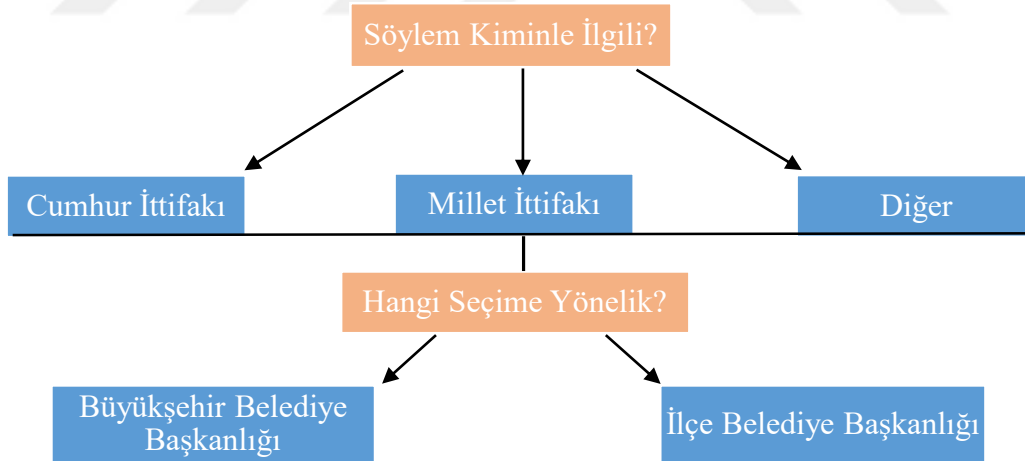 Söylem Kiminle İlgili?
Cumhur İttifakı
Millet İttifakı
Diğer
Hangi Seçime Yönelik?
Büyükşehir Belediye
Başkanlığı
İlçe Belediye Başkanlığı